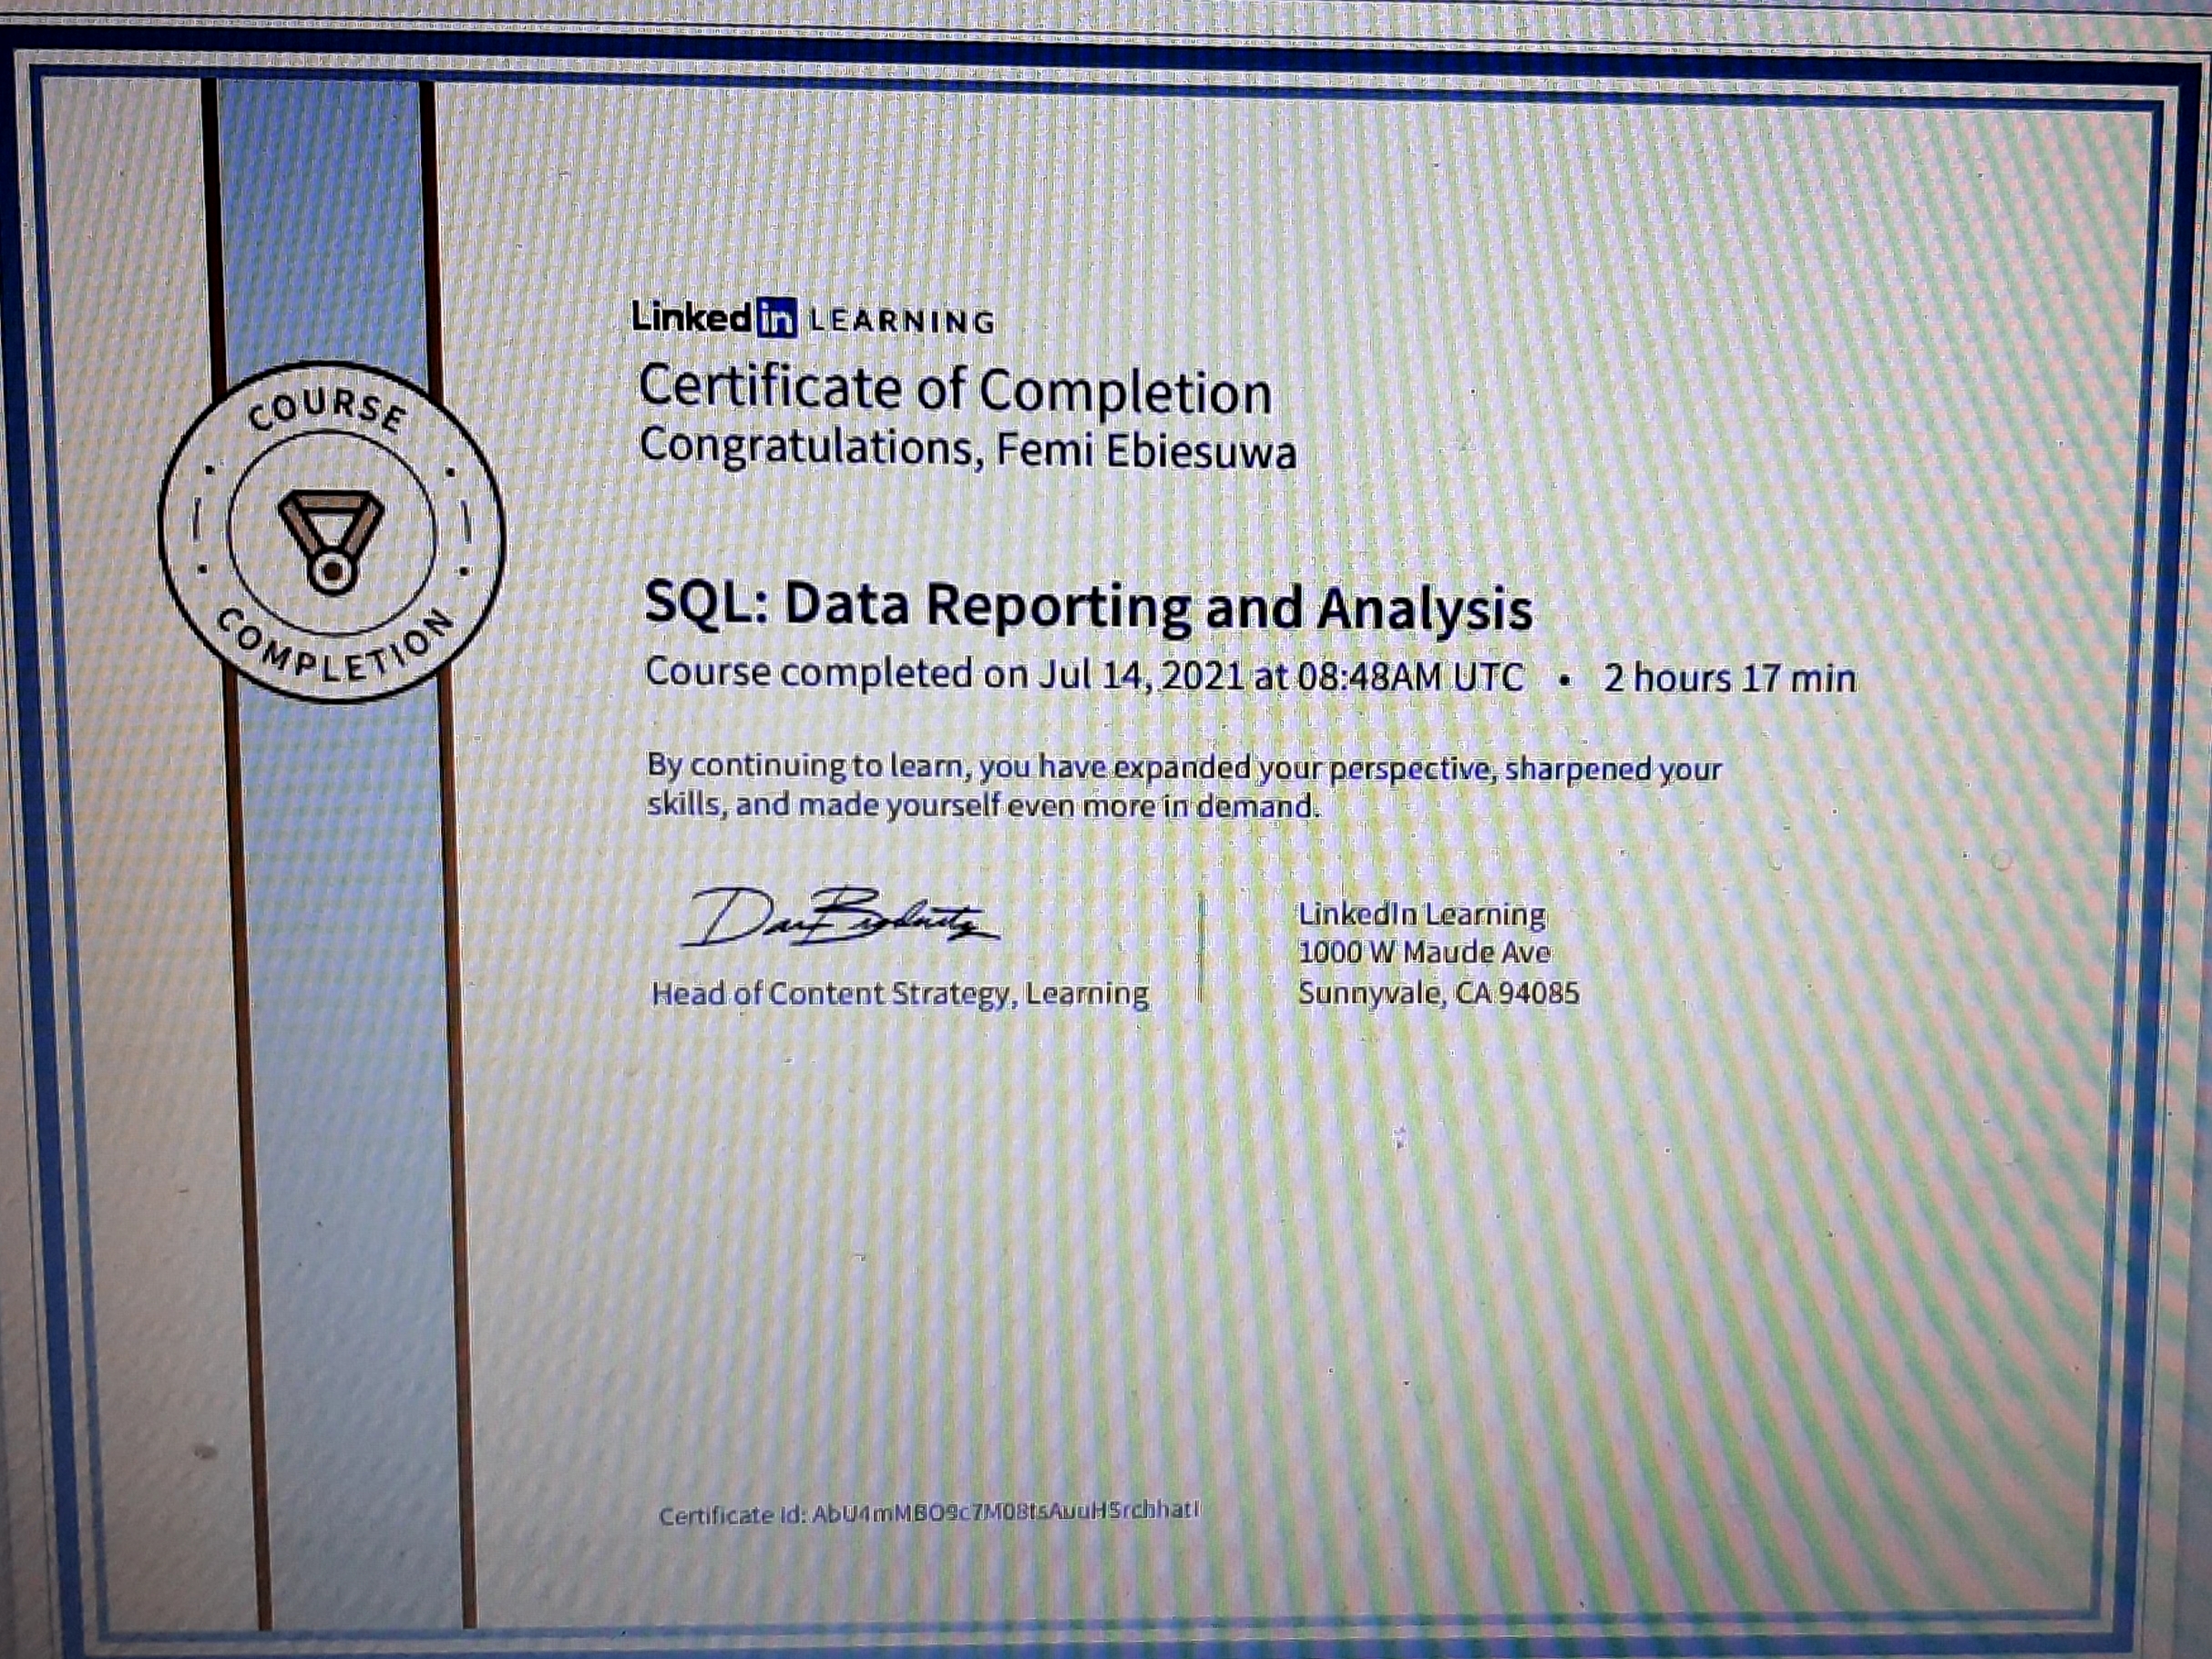 COURSE
COMPLETION
Linked in LEARNING
Certificate of Completion
Congratulations, Femi Ebiesuwa
SQL: Data Reporting and Analysis
Course completed on Jul 14, 2021 at 08:48AM UTC • 2 hours 17 min
By continuing to learn, you have expanded your perspective, sharpened your
skills, and made yourself even more in demand.
Head of Content Strategy, Learning
LinkedIn Learning
1000 W Maude Ave
Sunnyvale, CA 94085
Certificate Id: